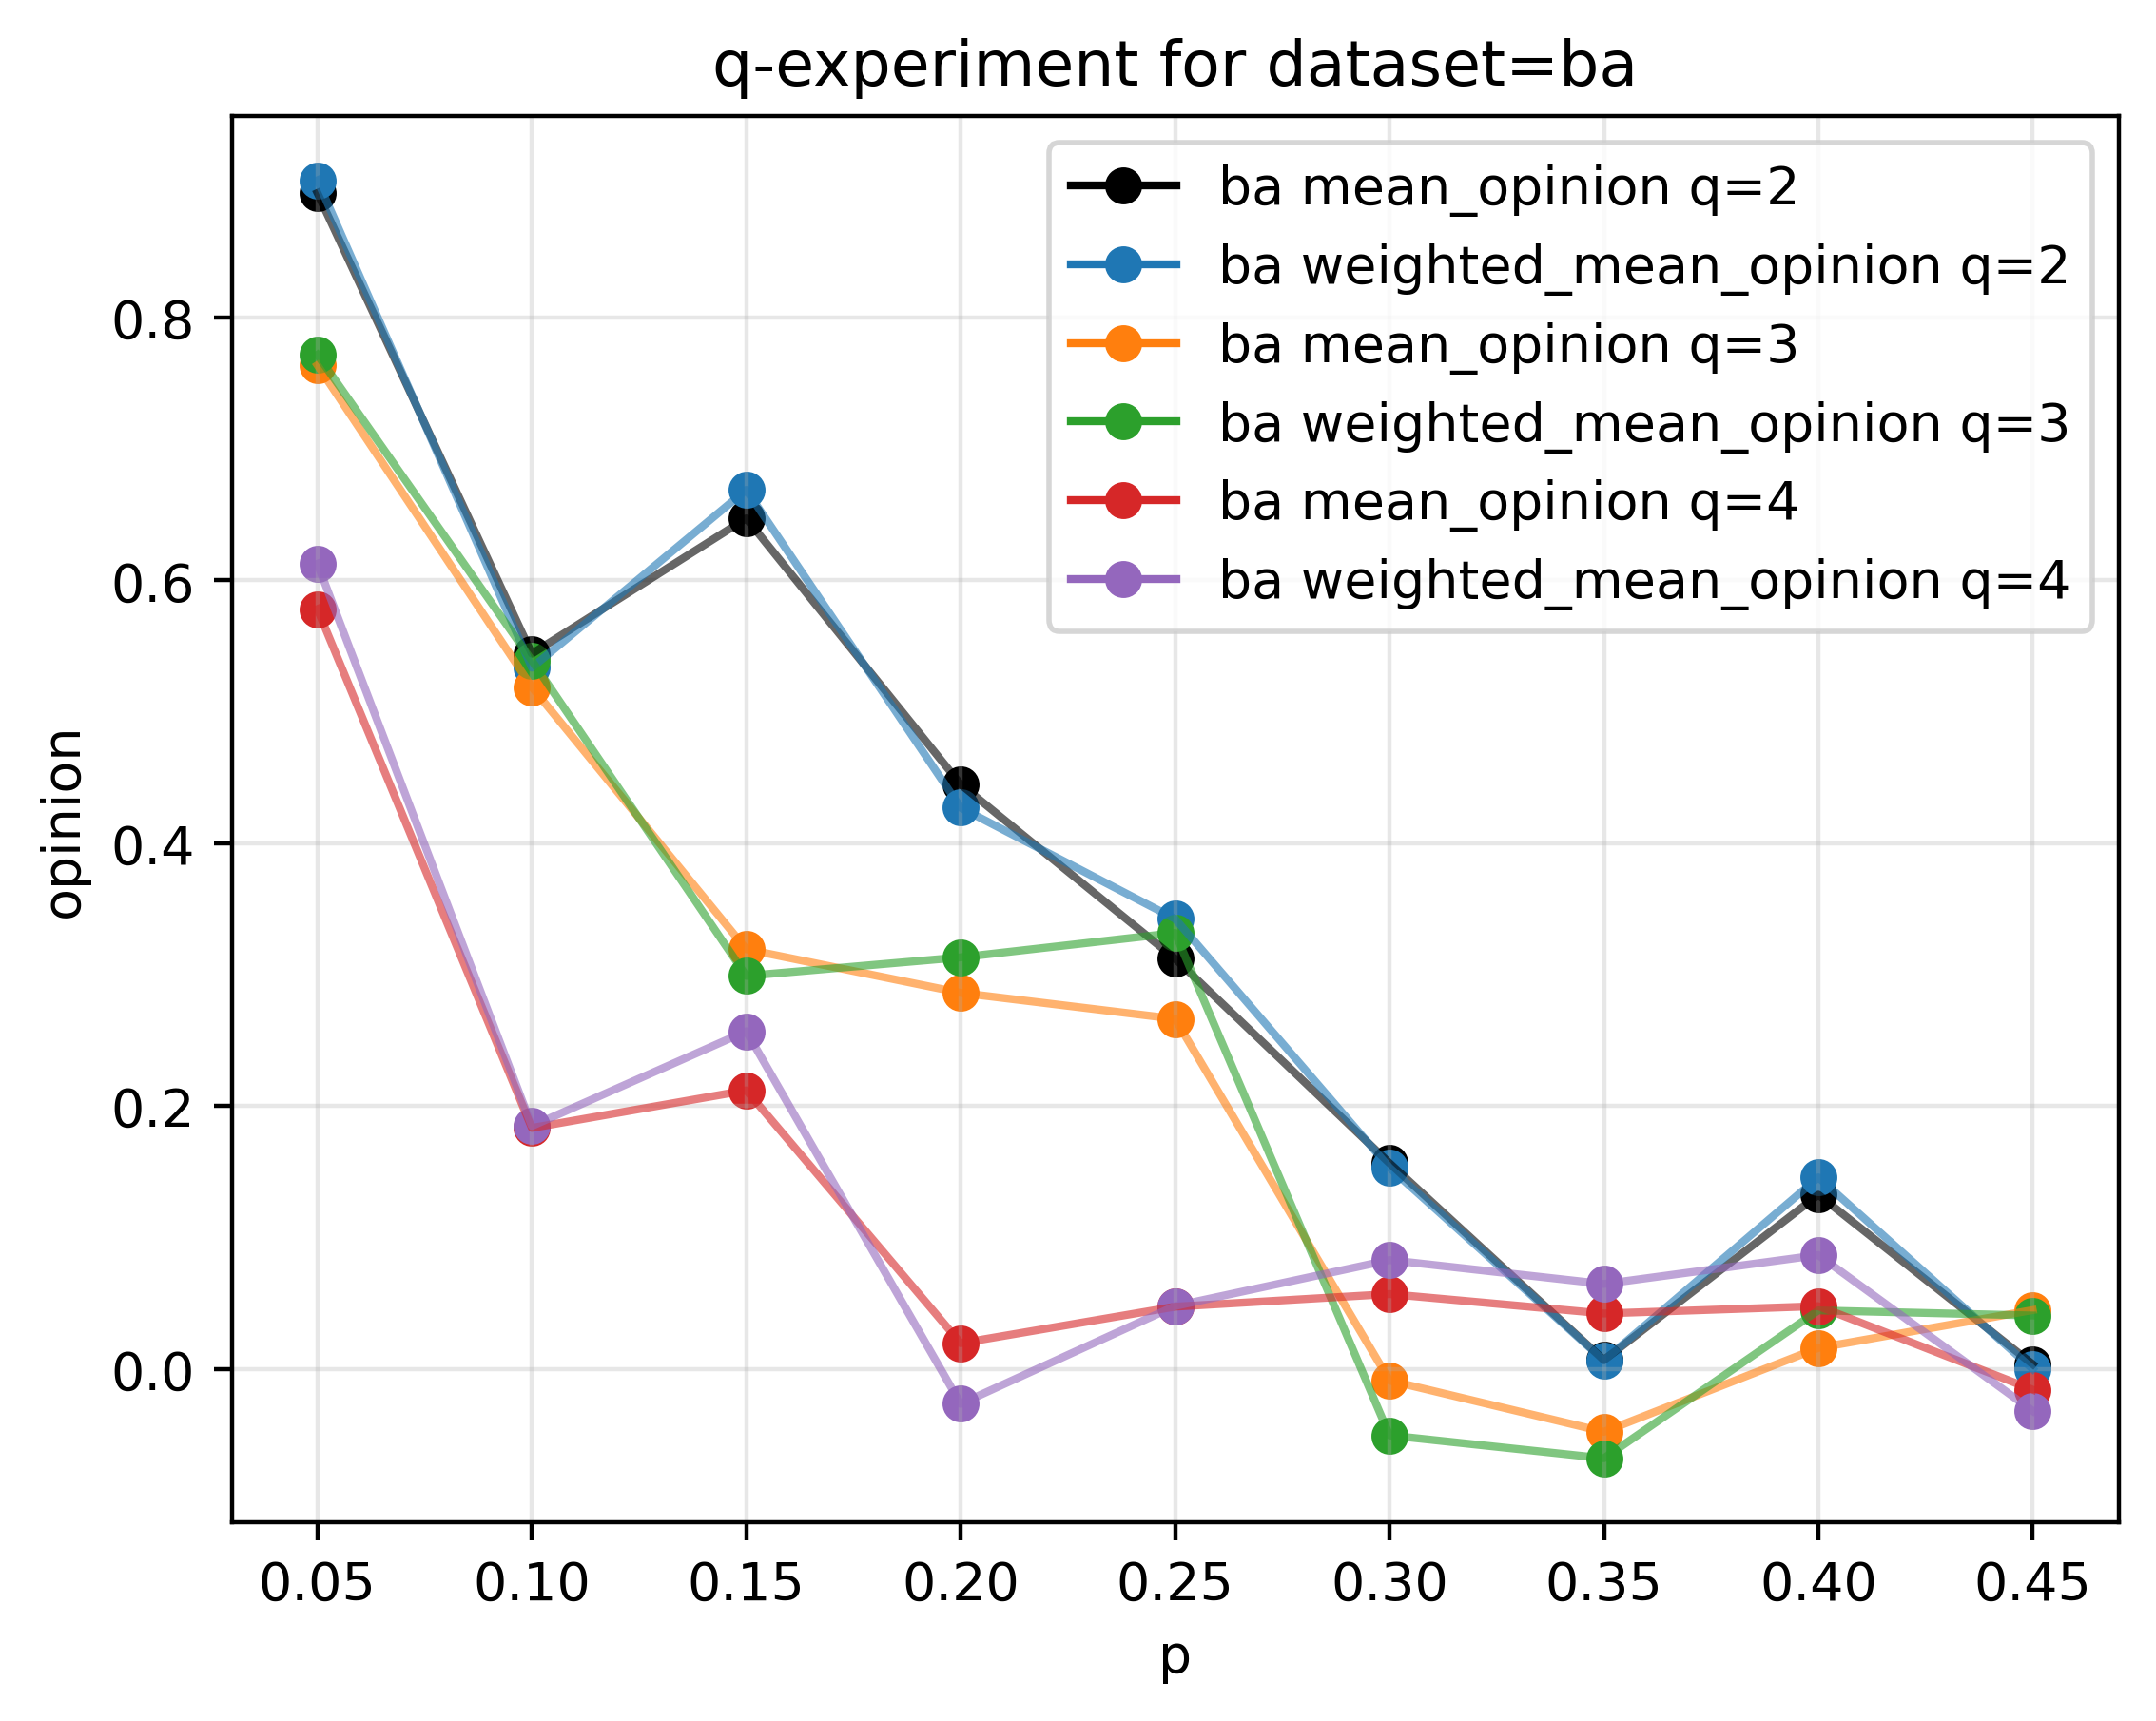 q-experiment for dataset=ba
ba mean_opinion q=2
ba weighted_mean_opinion q=2
ba mean_opinion q=3
ba weighted_mean_opinion q=3
ba mean_opinion q=4
ba weighted_mean_opinion q=4
opinion
0.8
0.6
0.4
0.2
0.0
0.05 0.10 0.15 0.20 0.25 0.30 0.35 0.40 0.45
p